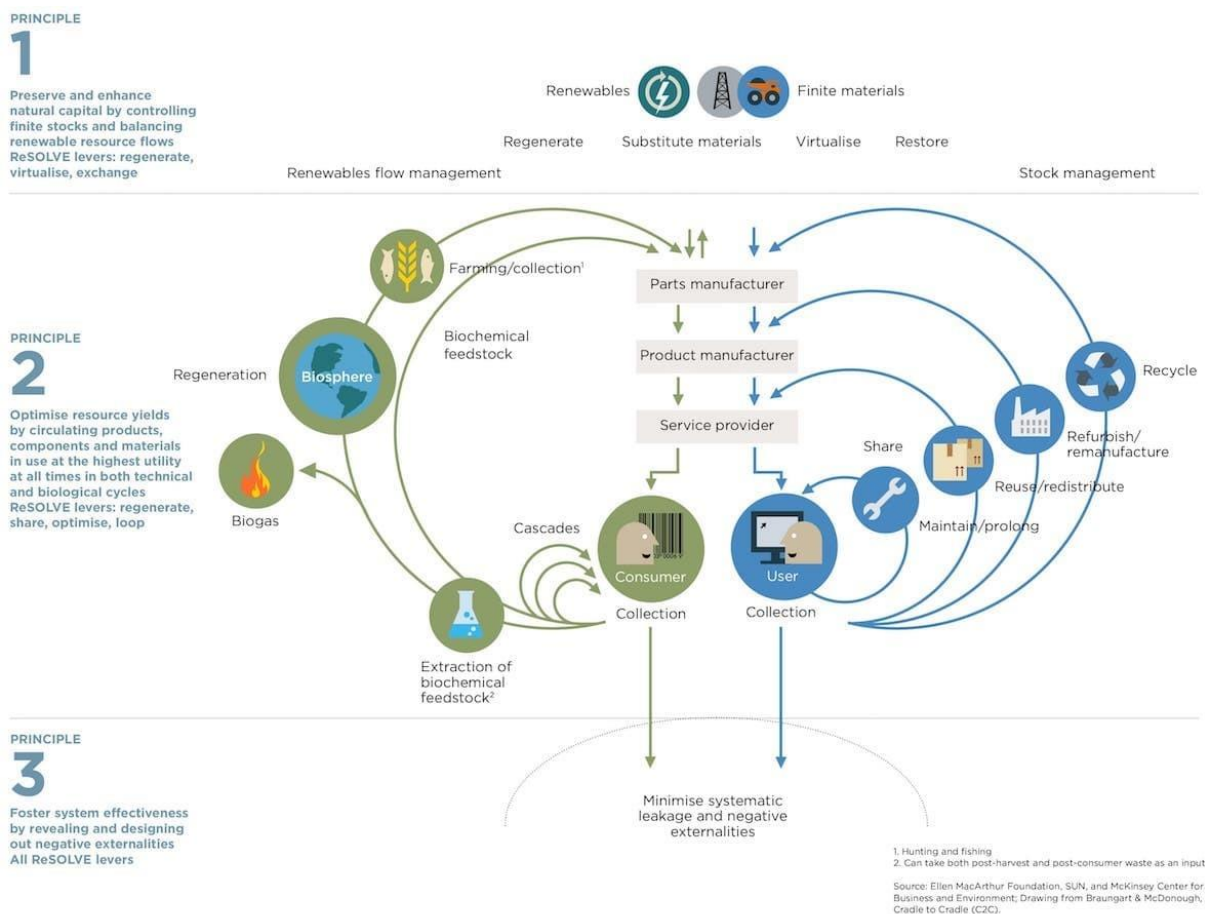 PRINCIPLE
1
Preserve and enhance
natural capital by controlling
finite stocks and balancing
renewable resource flows
ReSOLVE levers: regenerate,
virtualise, exchange
Renewables
Finite materials
Regenerate
Substitute materials
Virtualise
Restore
Renewables flow management
Stock management
PRINCIPLE
2
Optimise resource yields
by circulating products,
components and materials
in use at the highest utility
at all times in both technical
and biological cycles
ReSOLVE levers: regenerate,
share, optimise, loop
Farming/collection¹
Biochemical
feedstock
Regeneration
Biosphere
Biogas
Cascades
Extraction of
biochemical
feedstock²
Parts manufacturer
Product manufacturer
Service provider
Consumer
Collection
User
Collection
Share
Maintain/prolong
Reuse/redistribute
Refurbish/
remanufacture
Recycle
PRINCIPLE
3
Foster system effectiveness
by revealing and designing
out negative externalities
All ReSOLVE levers
Minimise systematic
leakage and negative
externalities
1. Hunting and fishing
2. Can take both post-harvest and post-consumer waste as an input
Source: Ellen MacArthur Foundation, SUN, and McKinsey Center for
Business and Environment; Drawing from Braungart & McDonough,
Cradle to Cradle (C2C).